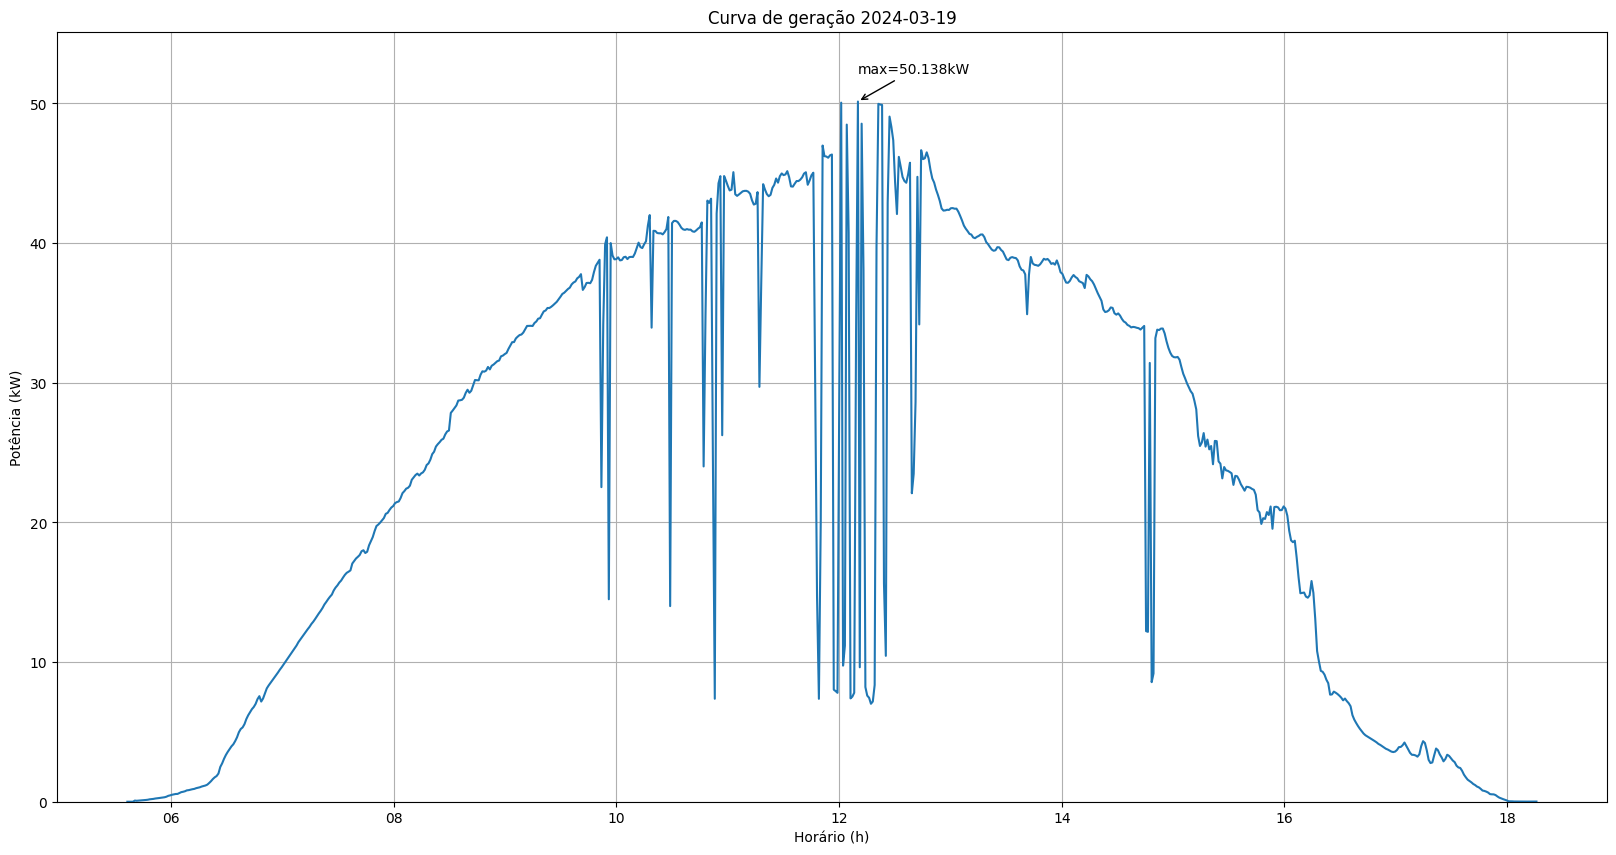 Curva de geração 2024-03-19
max=50.138kW
50
40
30
20
10
0
Potência (kW)
06 08 10 12 14 16 18
Horário (h)